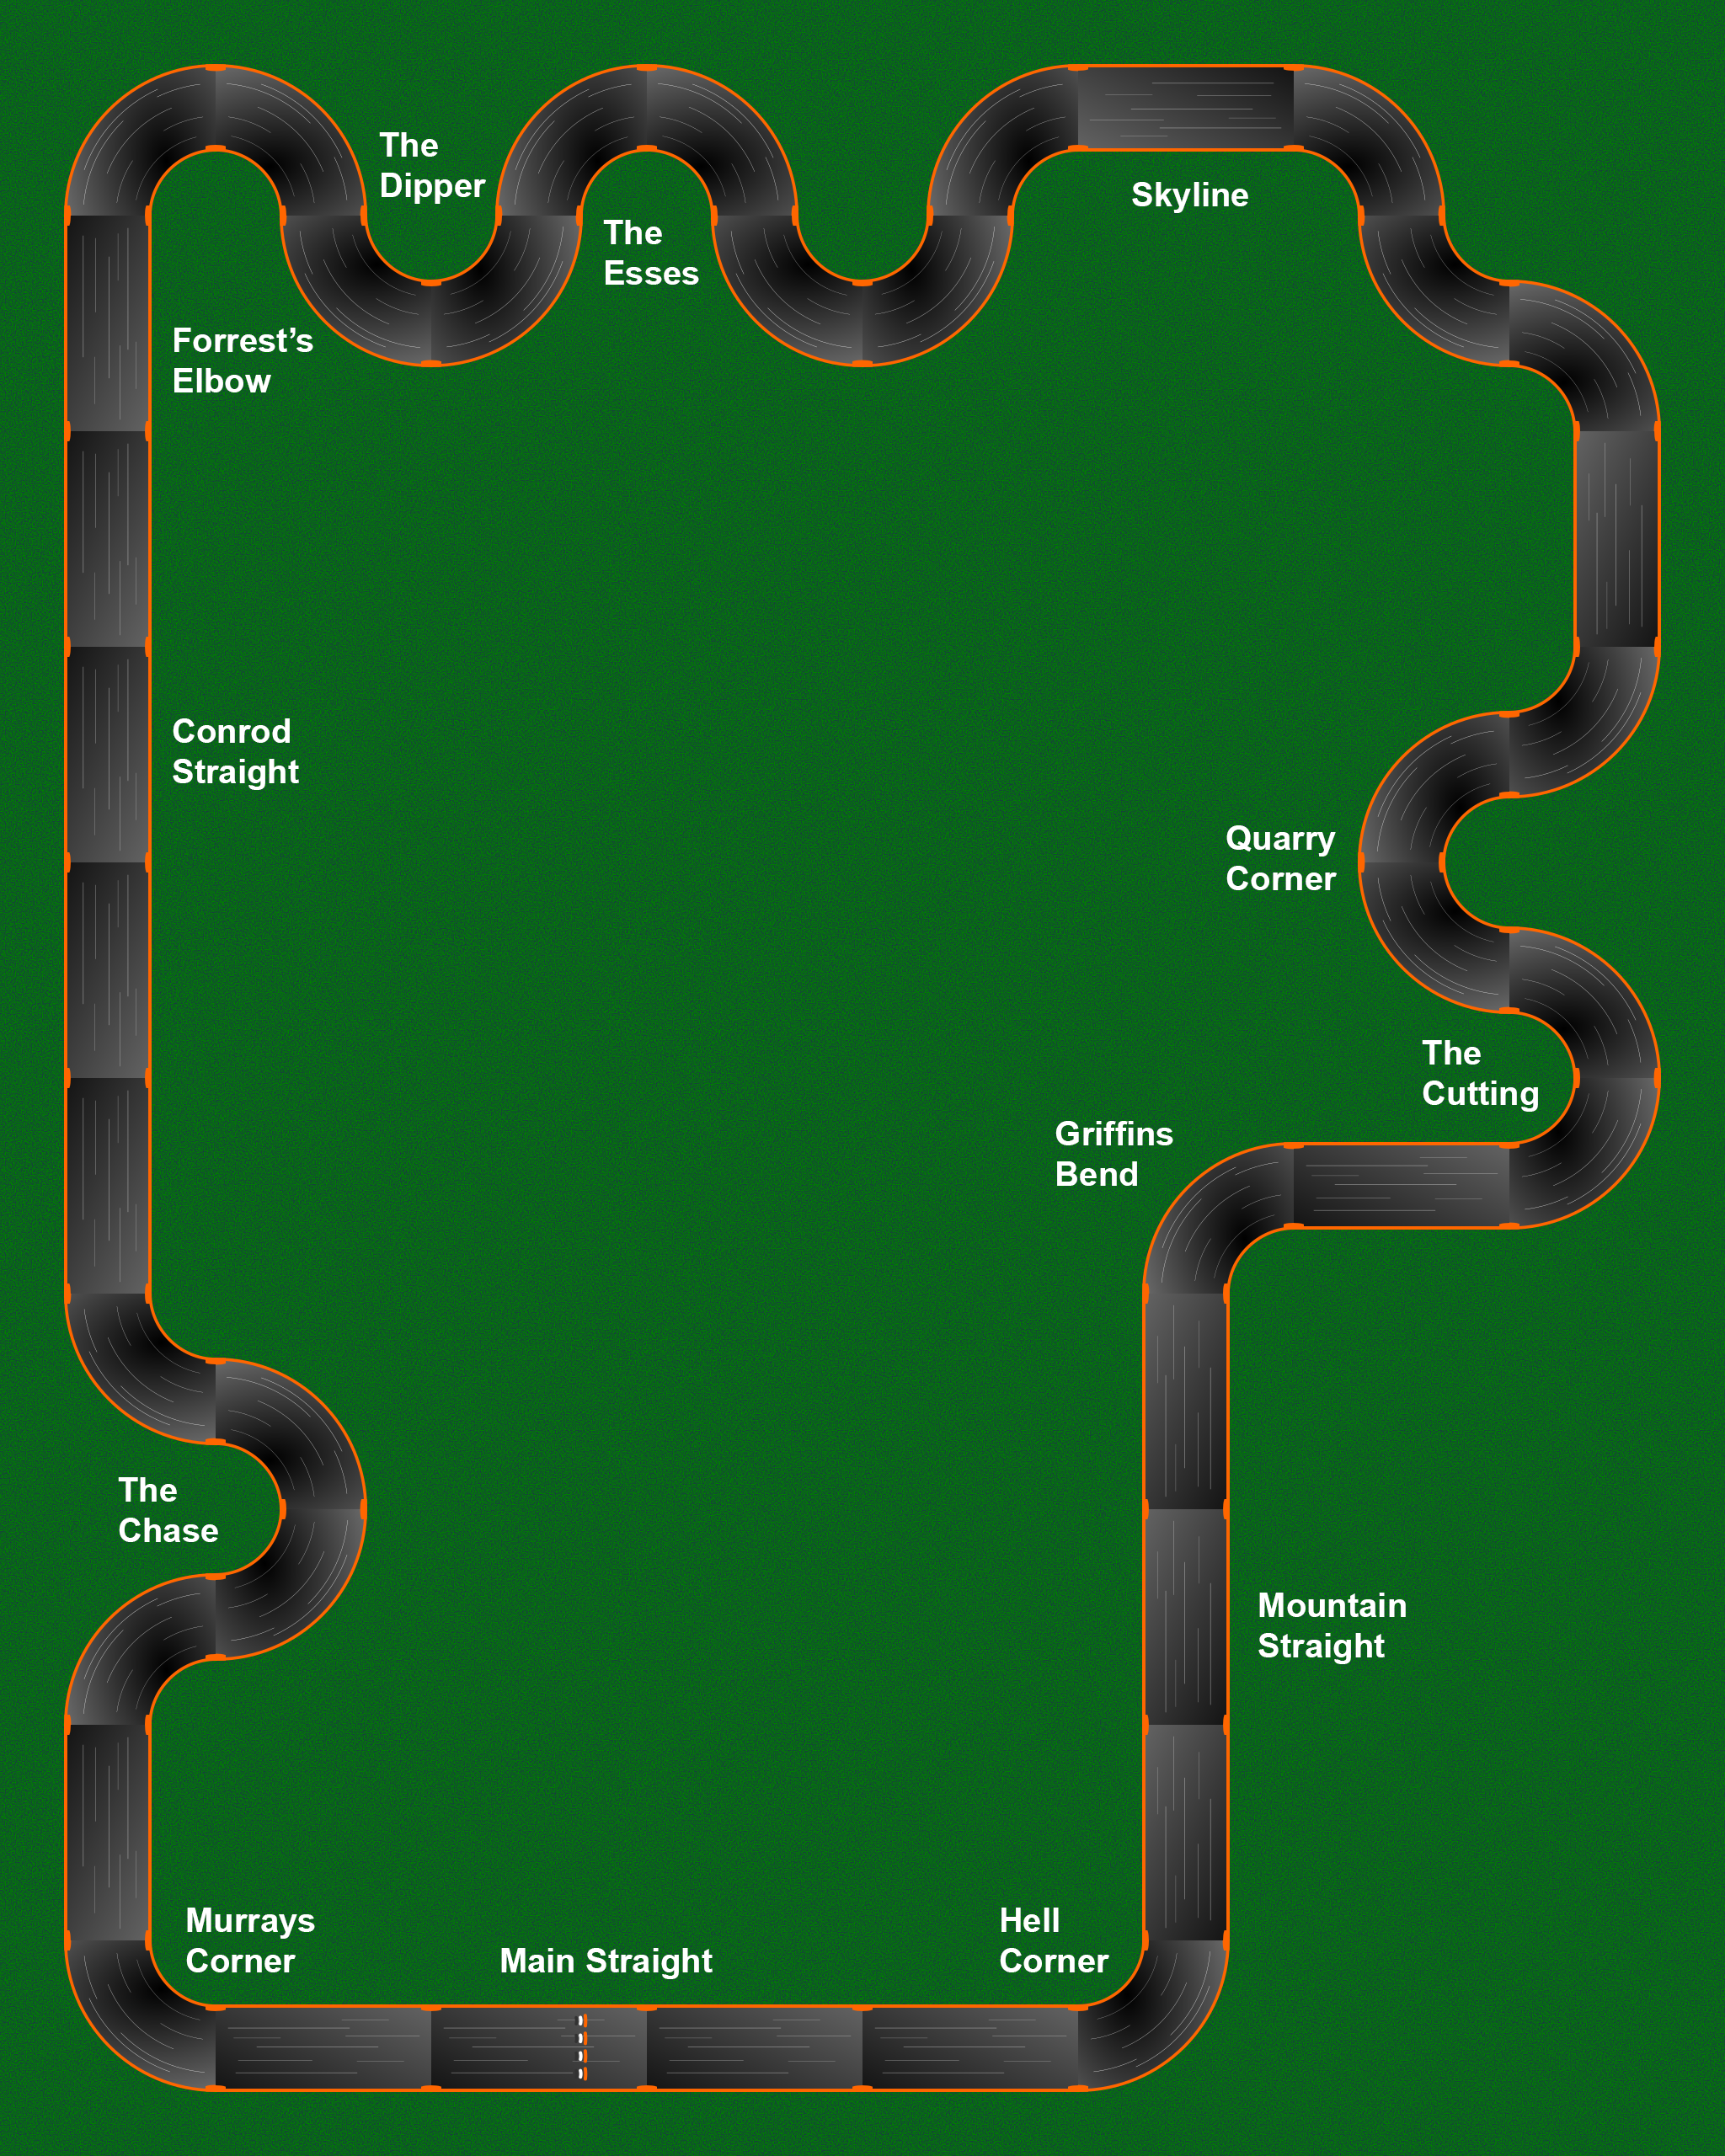 The
Dipper
Skyline
The
Esses
Forrest’s
Elbow
Conrod
Straight
Quarry
Corner
The
Cutting
Griffins
Bend
The
Chase
Mountain
Straight
Murrays
Corner
Main Straight
Hell
Corner